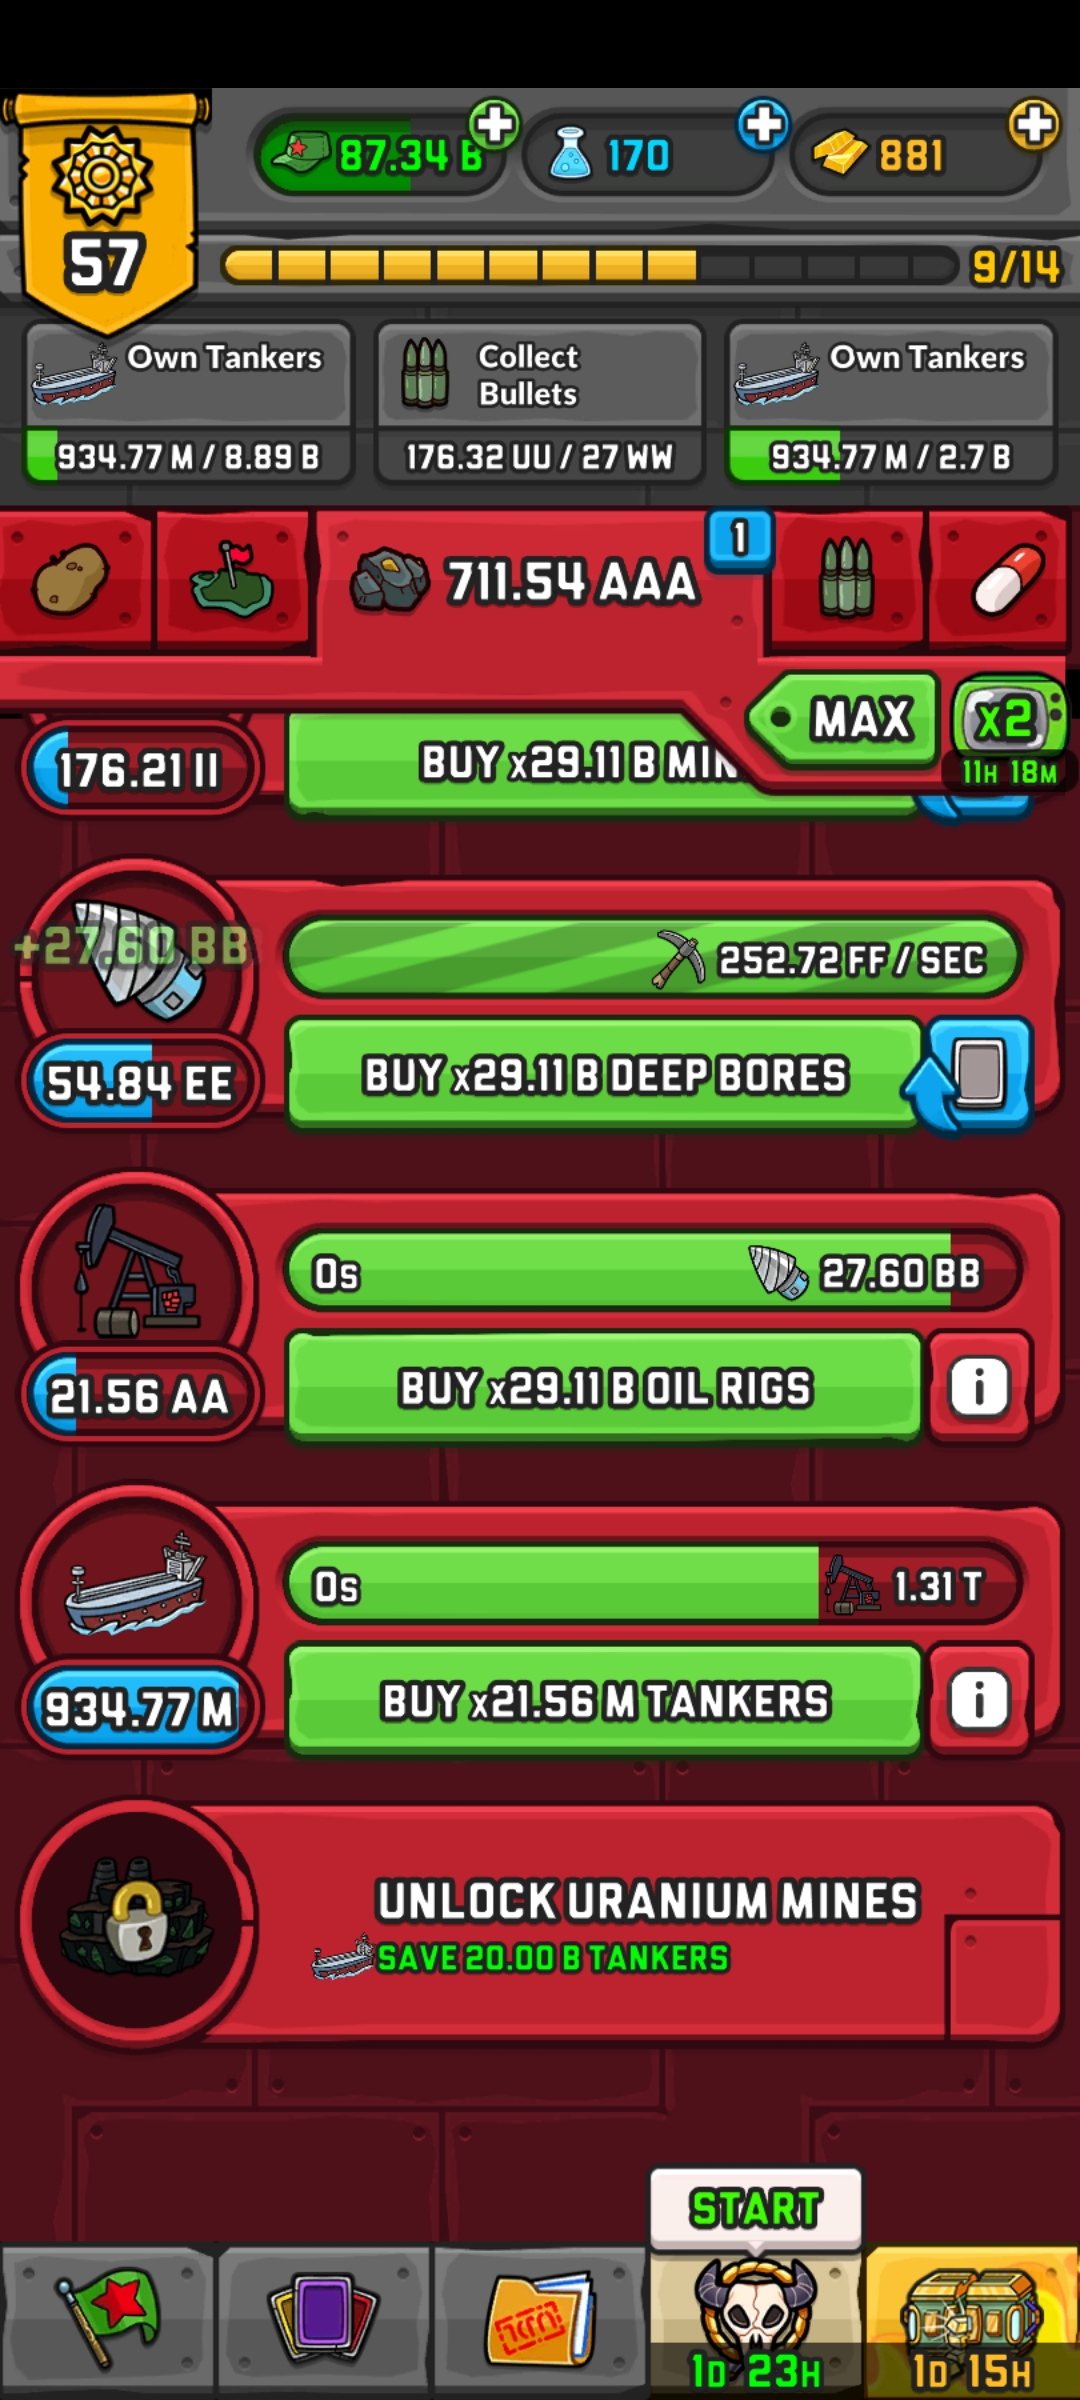 87.34 B
170
881
57
9/14
Own Tankers
934.77 M / 8.89 B
Collect
Bullets
176.32 UU / 27 WW
Own Tankers
934.77 M / 2.7 B
711.54 AAA
1
MAX
x2
11H 18M
176.21 II
BUY x29.11 B MIN
+27.60 BB
252.72 FF / SEC
54.84 EE
BUY x29.11 B DEEP BORES
0s
27.60 BB
21.56 AA
BUY x29.11 B OIL RIGS
i
0s
1.31 T
934.77 M
BUY x21.56 M TANKERS
i
UNLOCK URANIUM MINES
SAVE 20.00 B TANKERS
START
1D 23H
1D 15H